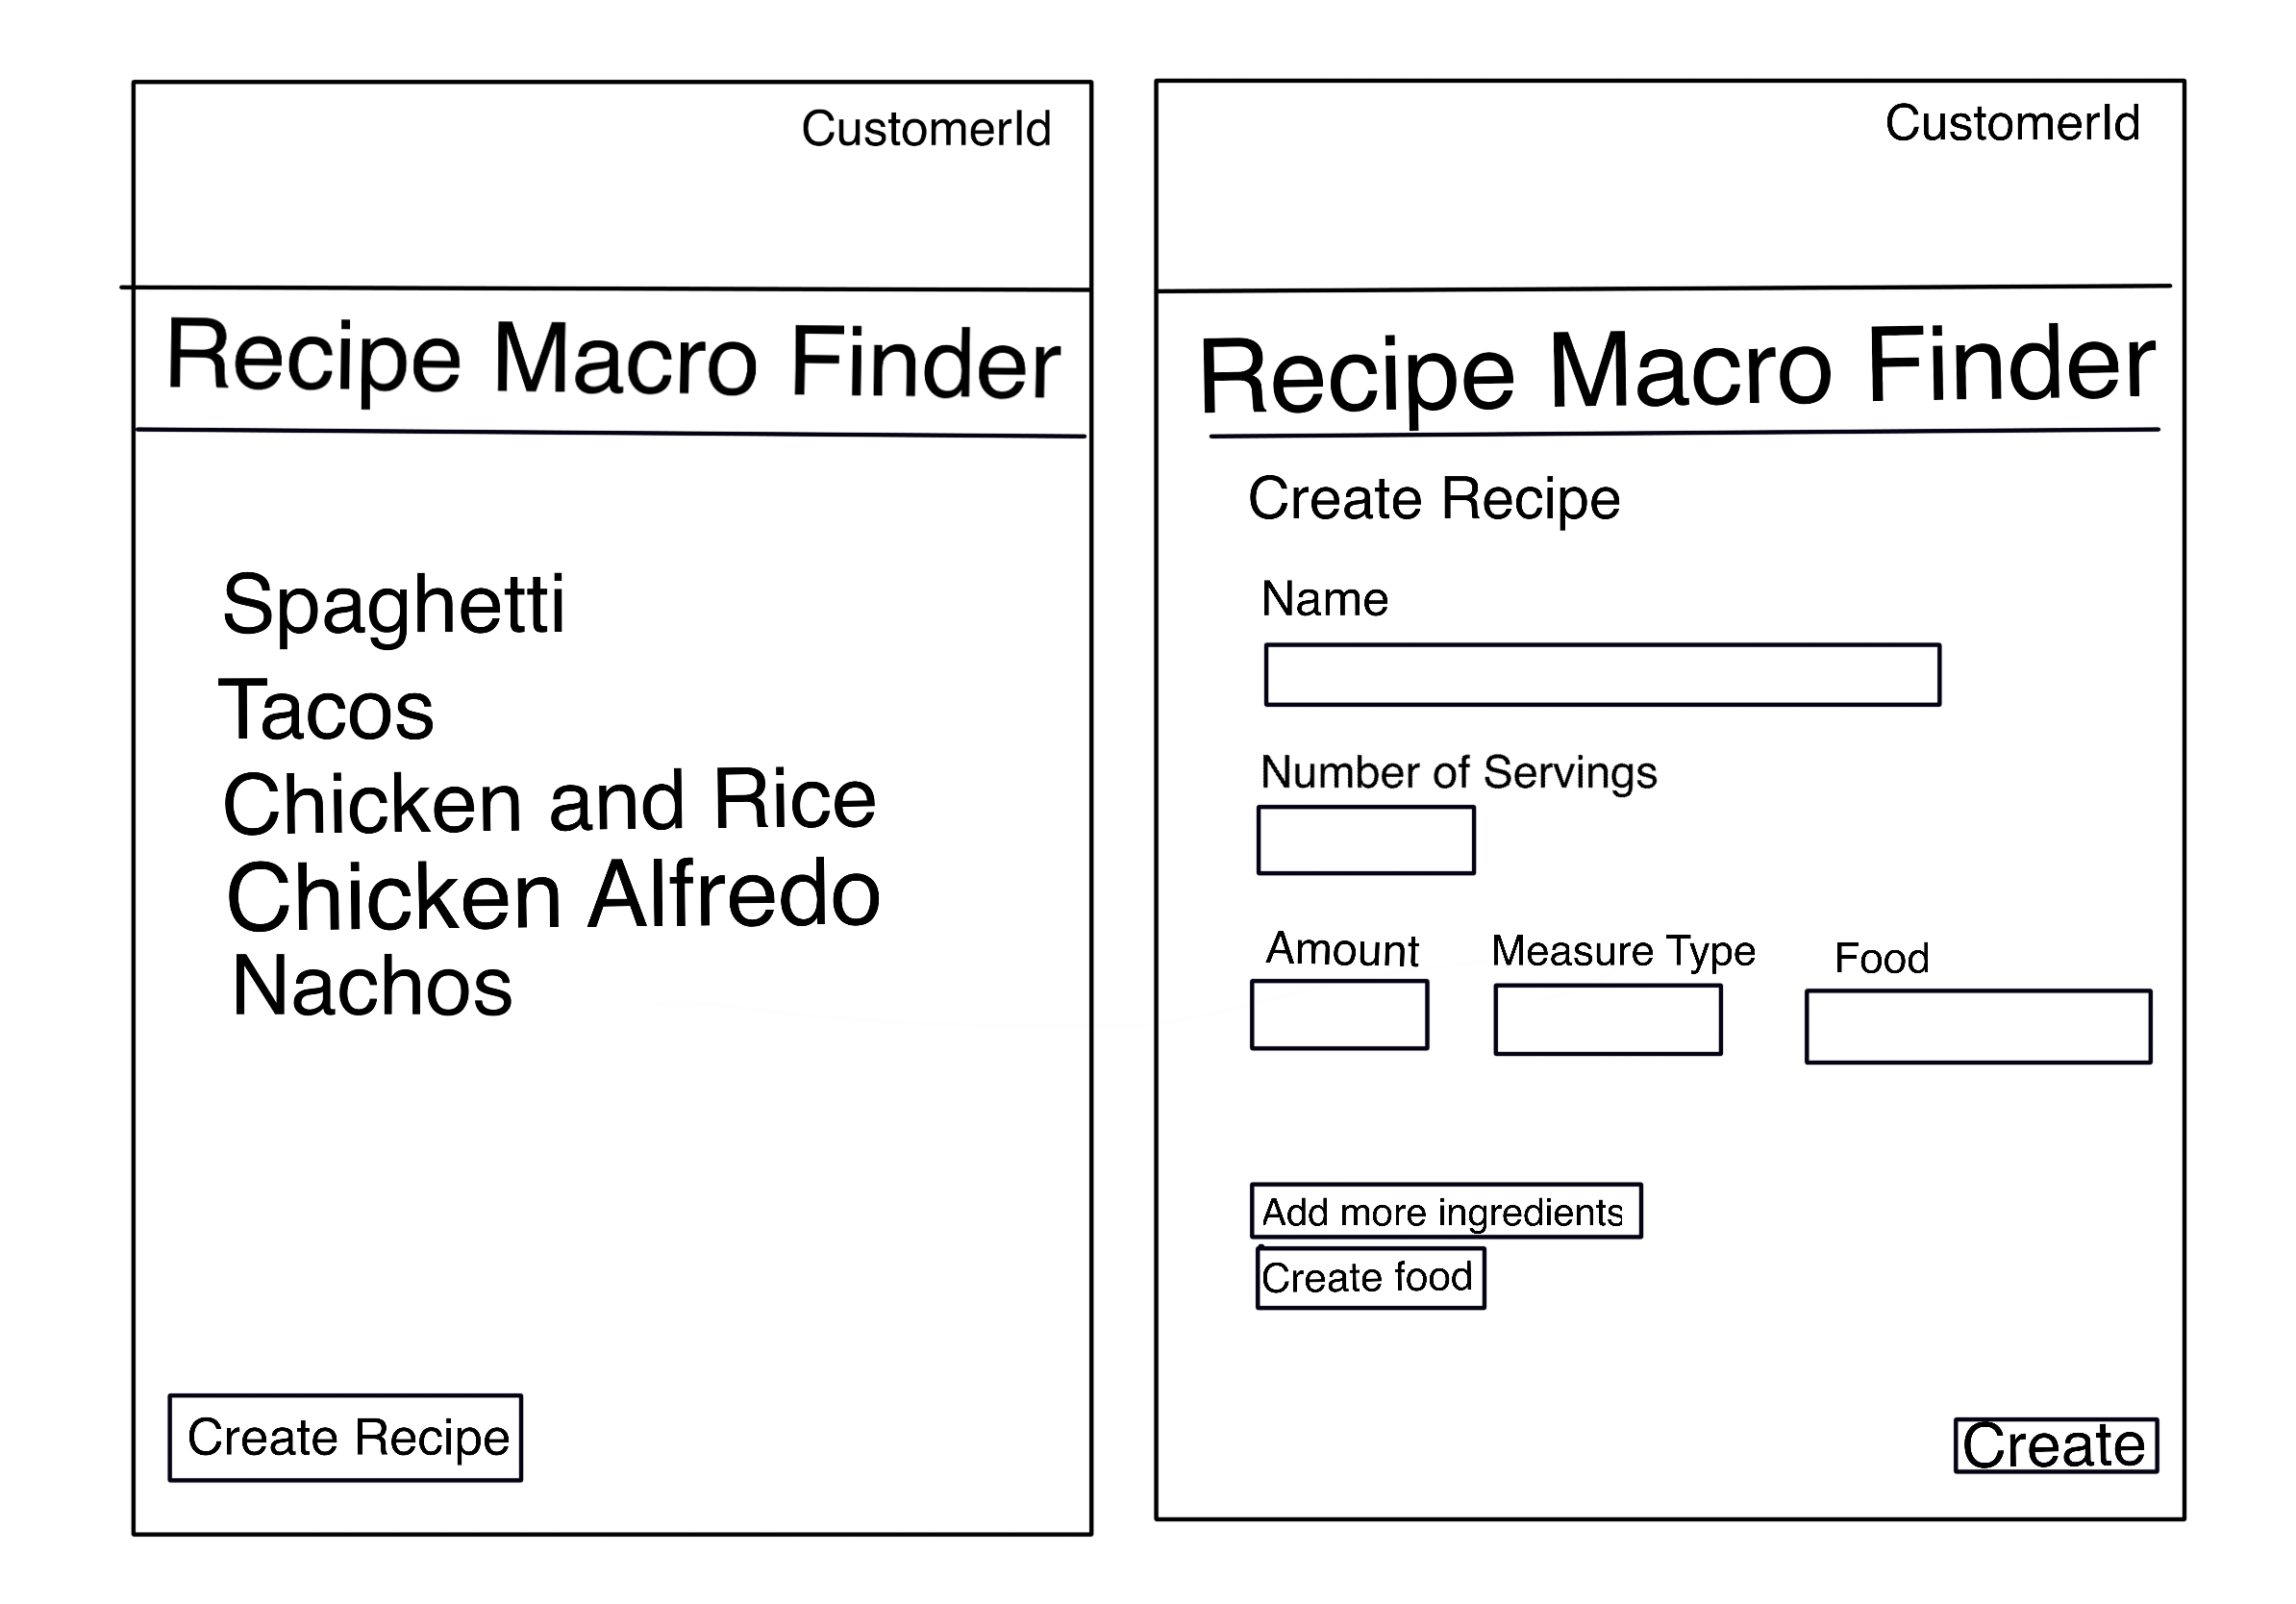 CustomerId
Recipe Macro Finder
Spaghetti
Tacos
Chicken and Rice
Chicken Alfredo
Nachos
Create Recipe
CustomerId
Recipe Macro Finder
Create Recipe
Name
Number of Servings
Amount Measure Type Food
Add more ingredients
Create food
Create